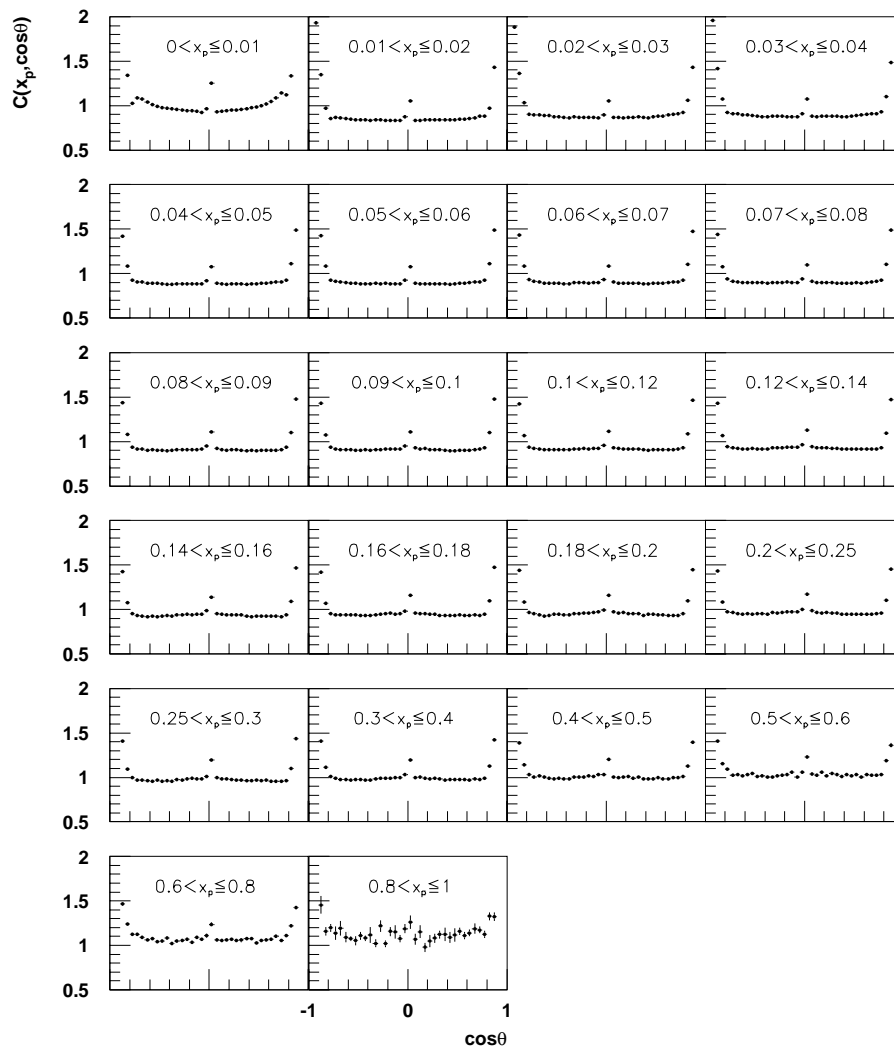 C(x_p,cosθ)
2
1.5
1
0.5
0<x_p≤0.01
0.01<x_p≤0.02
0.02<x_p≤0.03
0.03<x_p≤0.04
2
1.5
1
0.5
0.04<x_p≤0.05
0.05<x_p≤0.06
0.06<x_p≤0.07
0.07<x_p≤0.08
2
1.5
1
0.5
0.08<x_p≤0.09
0.09<x_p≤0.1
0.1<x_p≤0.12
0.12<x_p≤0.14
2
1.5
1
0.5
0.14<x_p≤0.16
0.16<x_p≤0.18
0.18<x_p≤0.2
0.2<x_p≤0.25
2
1.5
1
0.5
0.25<x_p≤0.3
0.3<x_p≤0.4
0.4<x_p≤0.5
0.5<x_p≤0.6
2
1.5
1
0.5
0.6<x_p≤0.8
0.8<x_p≤1
-1 0 1
cosθ